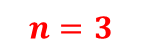 n = 3